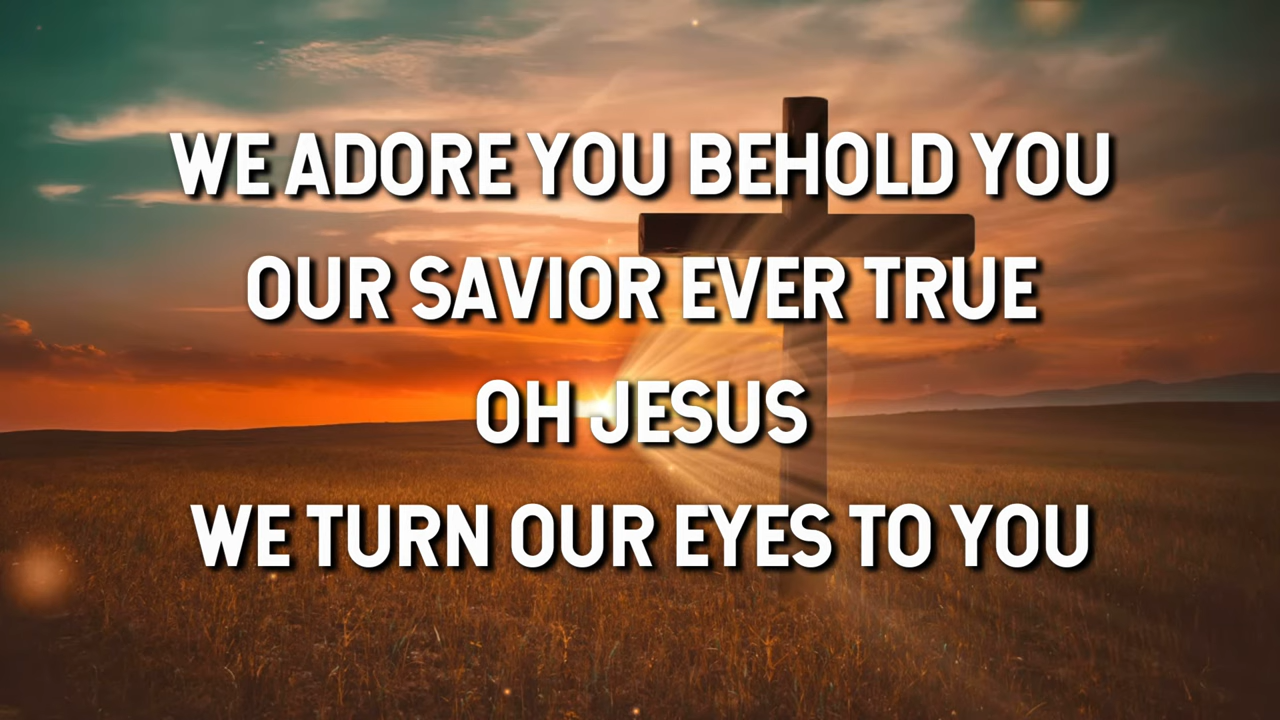 WE ADORE YOU BEHOLD YOU
OUR SAVIOR EVER TRUE
OH JESUS
WE TURN OUR EYES TO YOU